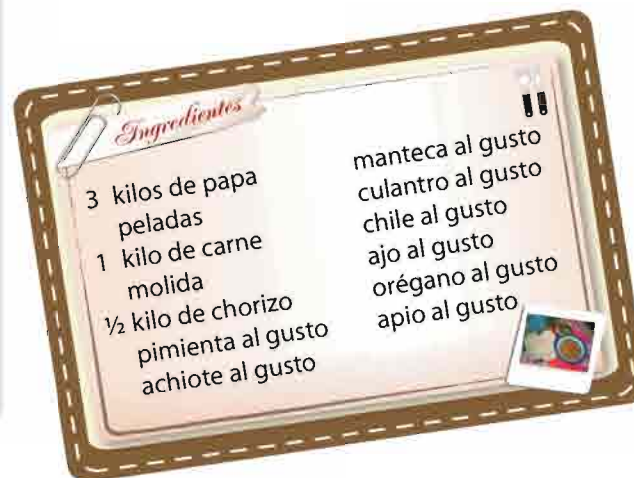 Ingredientes
3 kilos de papa
peladas
1 kilo de carne
molida
½ kilo de chorizo
pimienta al gusto
achiote al gusto
manteca al gusto
culantro al gusto
chile al gusto
ajo al gusto
orégano al gusto
apio al gusto